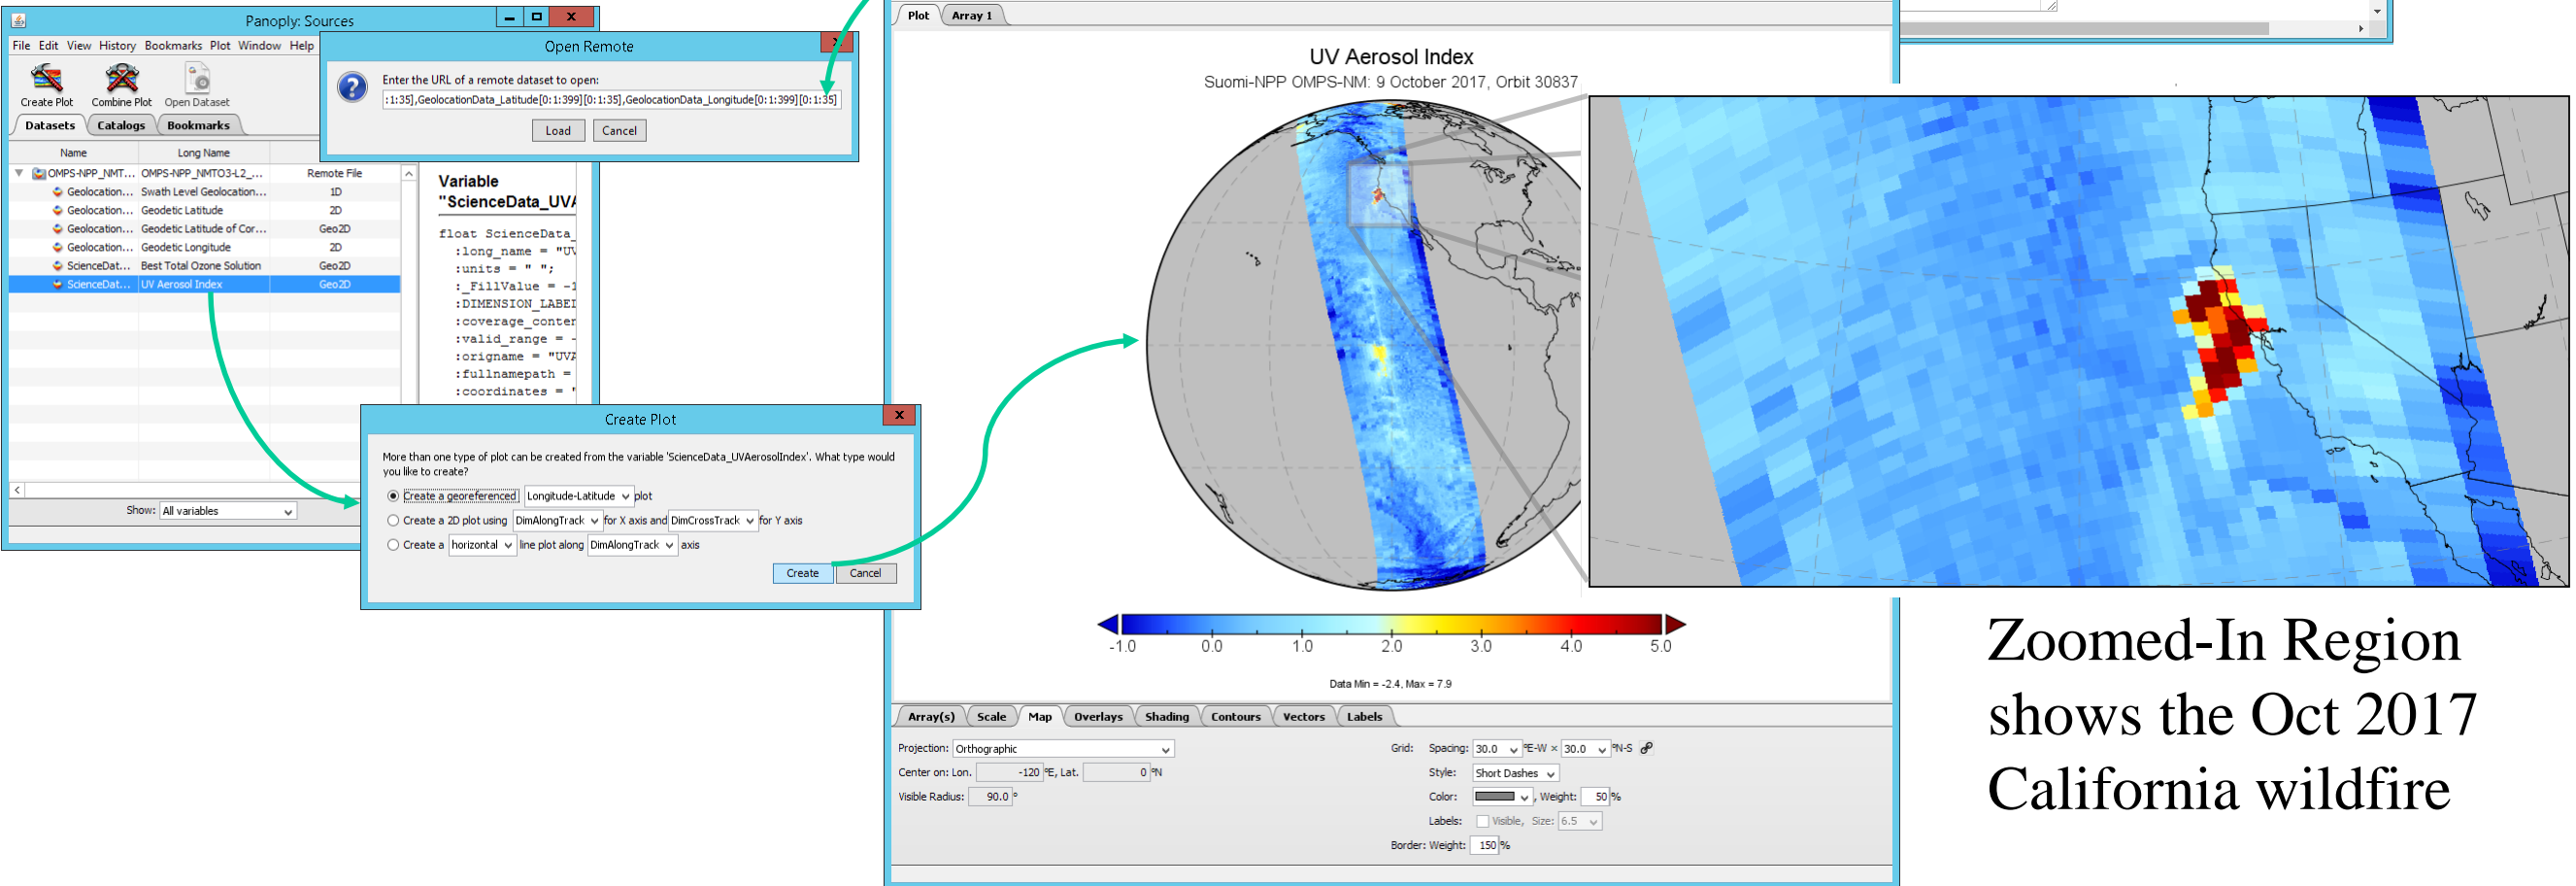 Panoply: Sources
File Edit View History Bookmarks Plot Window Help
Create Plot Combine Plot Open Dataset
Datasets Catalogs Bookmarks
Name Long Name
OMPS-NPP_NMT... OMPS-NPP_NMTO3-L2_... Remote File
Geolocation... Swath Level Geolocation... 1D
Geolocation... Geodetic Latitude 2D
Geolocation... Geodetic Latitude of Cor... Geo2D
Geolocation... Geodetic Longitude 2D
ScienceDat... Best Total Ozone Solution Geo2D
ScienceDat... UV Aerosol Index Geo2D
Show: All variables
Variable
"ScienceData_UVA
float ScienceData_
:long_name = "UV
:units = " ";
:_FillValue = -1
:DIMENSION_LABEL
:coverage_conten
:valid_range = -
:origname = "UVA
:fullnamepath =
:coordinates = "
Open Remote
Enter the URL of a remote dataset to open:
:1:35],GeolocationData_Latitude[0:1:399][0:1:35],GeolocationData_Longitude[0:1:399][0:1:35]
Load Cancel
Create Plot
More than one type of plot can be created from the variable 'ScienceData_UVAerosolIndex'. What type would
you like to create?
Create a georeferenced Longitude-Latitude plot
Create a 2D plot using DimAlongTrack for X axis and DimCrossTrack for Y axis
Create a horizontal line plot along DimAlongTrack axis
Create Cancel
Plot Array 1
UV Aerosol Index
Suomi-NPP OMPS-NM: 9 October 2017, Orbit 30837
-1.0 0.0 1.0 2.0 3.0 4.0 5.0
Data Min = -2.4, Max = 7.9
Array(s) Scale Map Overlays Shading Contours Vectors Labels
Projection: Orthographic
Center on: Lon. -120 °E, Lat. 0 °N
Visible Radius: 90.0 °
Grid: Spacing: 30.0 °E-W × 30.0 °N-S
Style: Short Dashes
Color: , Weight: 50 %
Labels: Visible, Size: 6.5
Border: Weight: 150 %
Zoomed-In Region
shows the Oct 2017
California wildfire